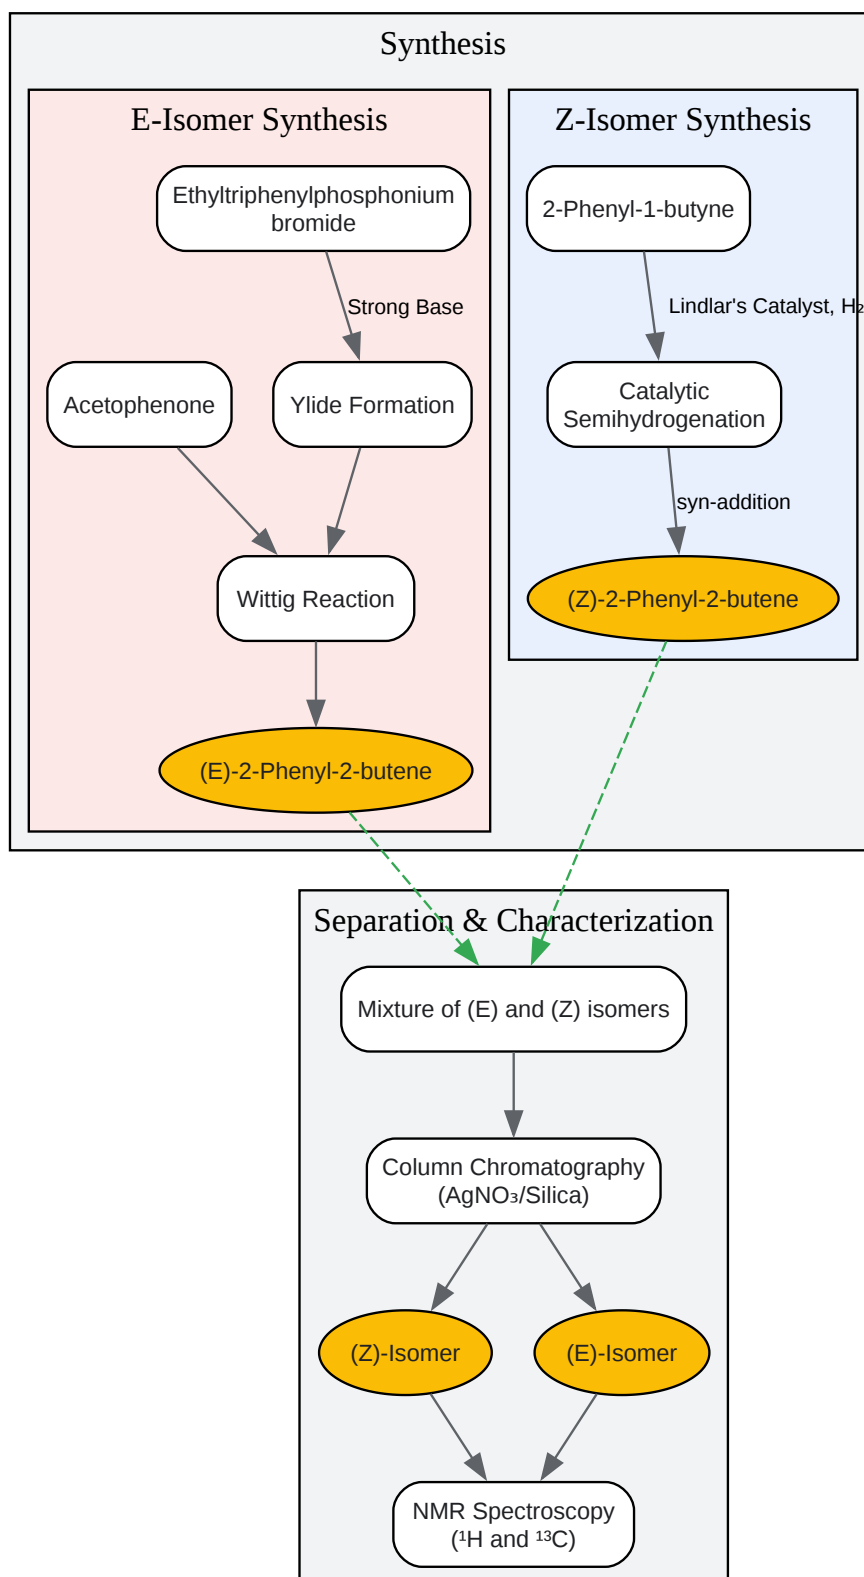 Synthesis
E-Isomer Synthesis
Z-Isomer Synthesis
Ethyltriphenylphosphonium
bromide
2-Phenyl-1-butyne
Strong Base
Lindlar's Catalyst, H₂
Acetophenone
Ylide Formation
Catalytic
Semihydrogenation
syn-addition
Wittig Reaction
(Z)-2-Phenyl-2-butene
(E)-2-Phenyl-2-butene
Separation & Characterization
Mixture of (E) and (Z) isomers
Column Chromatography
(AgNO₃/Silica)
(Z)-Isomer
(E)-Isomer
NMR Spectroscopy
(¹H and ¹³C)